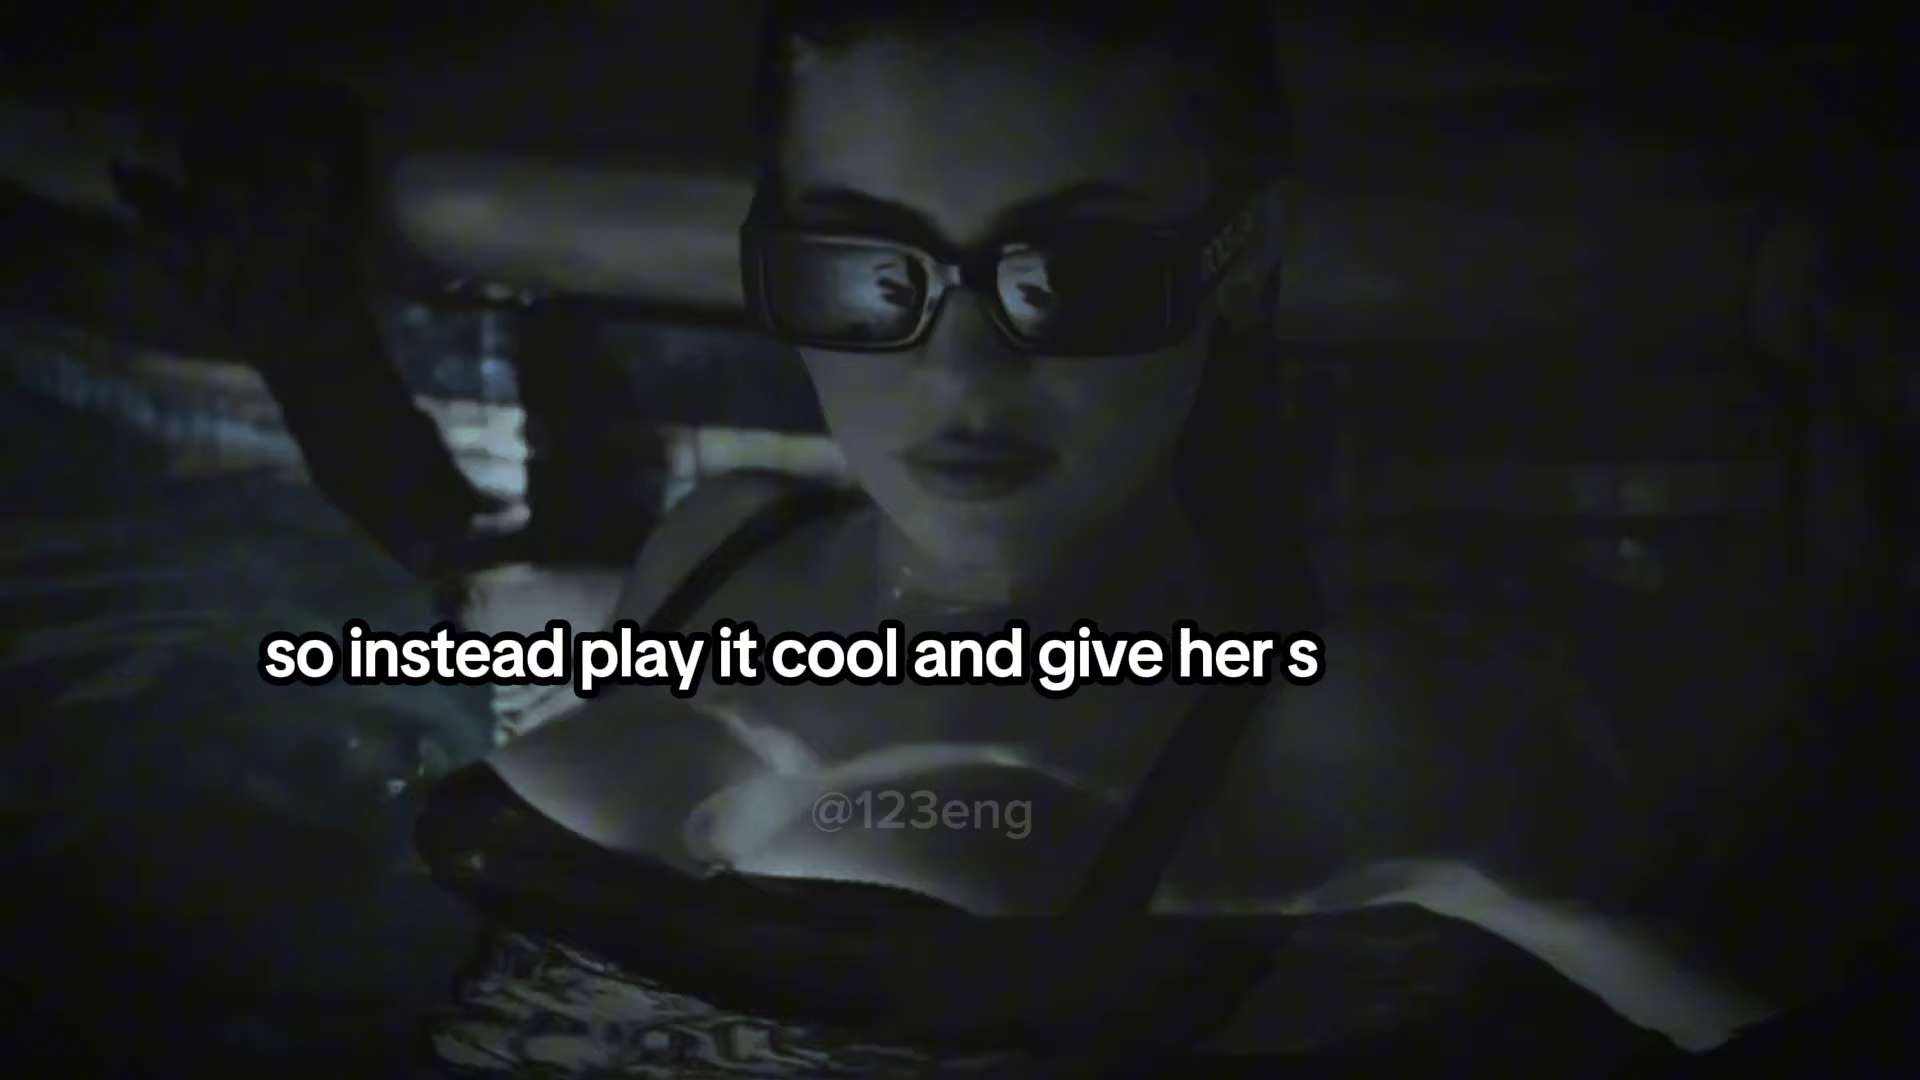 so instead play it cool and give her s
@123eng